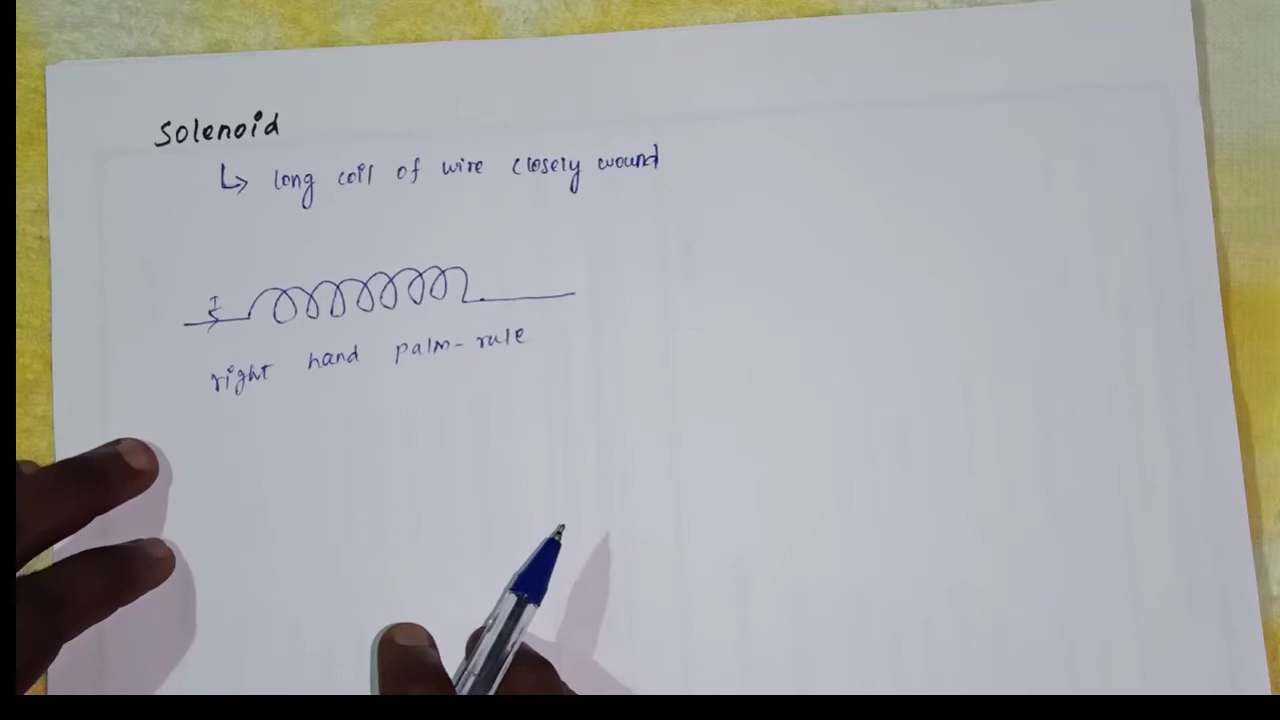 Solenoid
↳ long coil of wire closely wound
I
right hand palm-rule